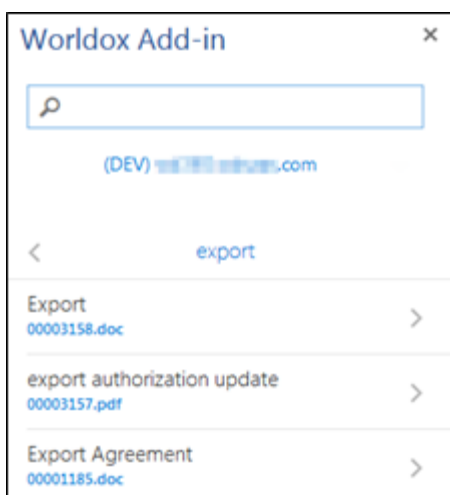 Worldox Add-in
(DEV) .com
export
Export
00003158.doc
export authorization update
00003157.pdf
Export Agreement
00001185.doc